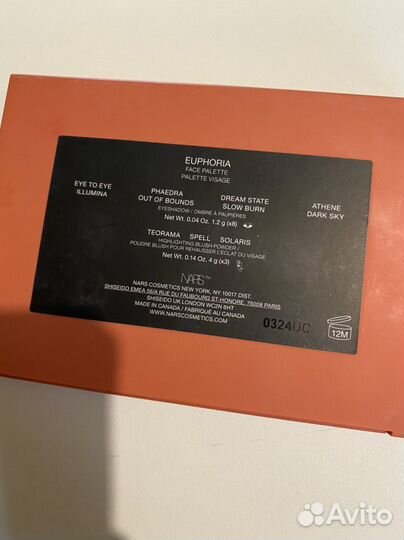 EUPHORIA
FACE PALETTE
PALETTE VISAGE
EYE TO EYE
ILLUMINA
PHAEDRA
OUT OF BOUNDS
DREAM STATE
SLOW BURN
ATHENE
DARK SKY
EYESHADOW / OMBRE À PAUPIÈRES
Net Wt. 0.04 Oz. 1.2 g (x8)
TEORAMA SPELL SOLARIS
HIGHLIGHTING BLUSH POWDER /
POUDRE BLUSH POUR REHAUSSER L'ÉCLAT DU VISAGE
Net Wt. 0.14 Oz. 4 g (x3)
NARS™
NARS COSMETICS NEW YORK, NY 10017 DIST.
SHISEIDO EMEA 56/A RUE DU FAUBOURG ST-HONORE, 75008 PARIS
SHISEIDO UK LONDON WC2N 6HT
MADE IN CANADA / FABRIQUÉ AU CANADA
WWW.NARSCOSMETICS.COM
0324UC
12M
Avito